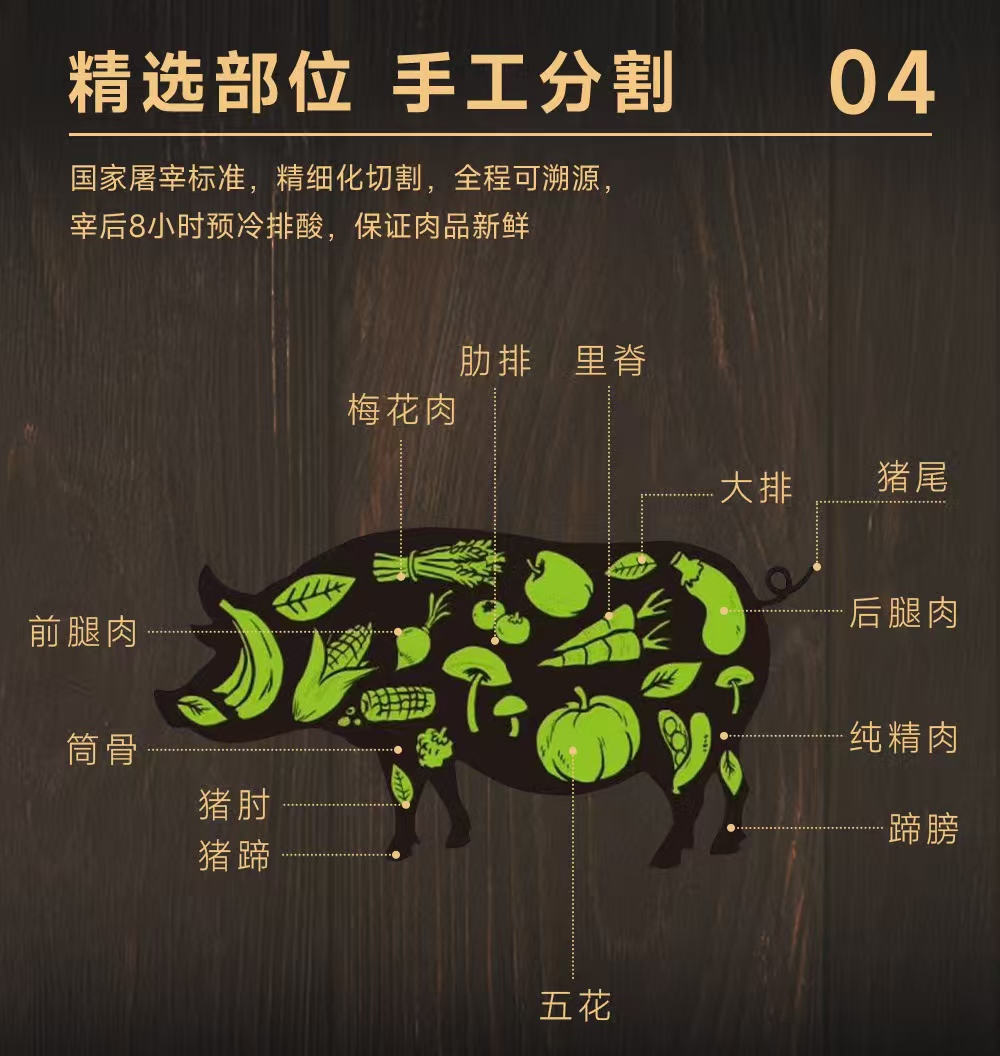 精选部位 手工分割 04
国家屠宰标准，精细化切割，全程可溯源，
宰后8小时预冷排酸，保证肉品新鲜
肋排 里脊
梅花肉
猪尾
大排
后腿肉
前腿肉
纯精肉
筒骨
猪肘
蹄膀
猪蹄
五花